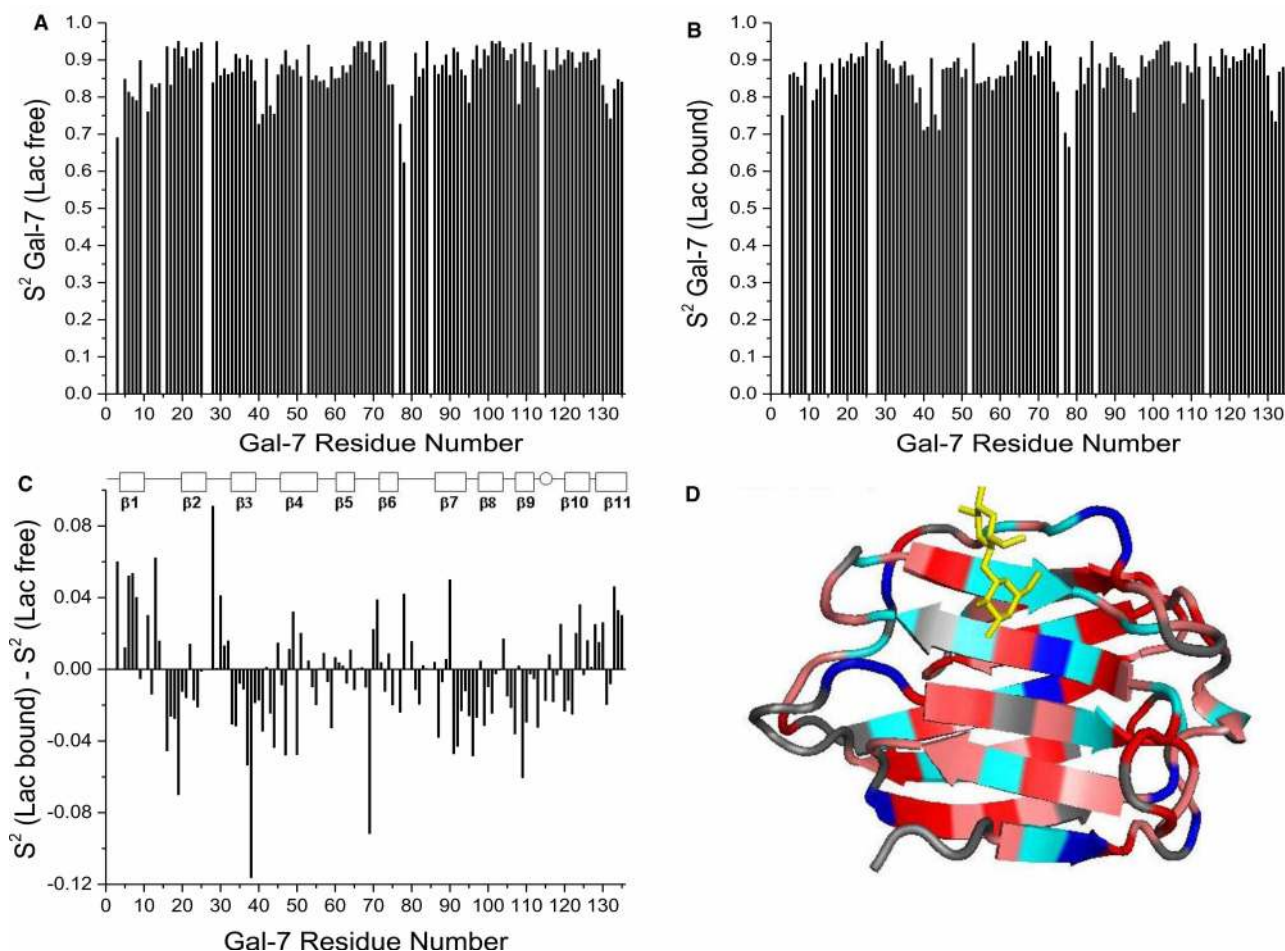 A
S² Gal-7 (Lac free)
1.0
0.9
0.8
0.7
0.6
0.5
0.4
0.3
0.2
0.1
0.0
0 10 20 30 40 50 60 70 80 90 100 110 120 130
Gal-7 Residue Number
B
S² Gal-7 (Lac bound)
1.0
0.9
0.8
0.7
0.6
0.5
0.4
0.3
0.2
0.1
0.0
0 10 20 30 40 50 60 70 80 90 100 110 120 130
Gal-7 Residue Number
C
β1 β2 β3 β4 β5 β6 β7 β8 β9 β10 β11
S² (Lac bound) - S² (Lac free)
0.08
0.04
0.00
-0.04
-0.08
-0.12
0 10 20 30 40 50 60 70 80 90 100 110 120 130
Gal-7 Residue Number
D